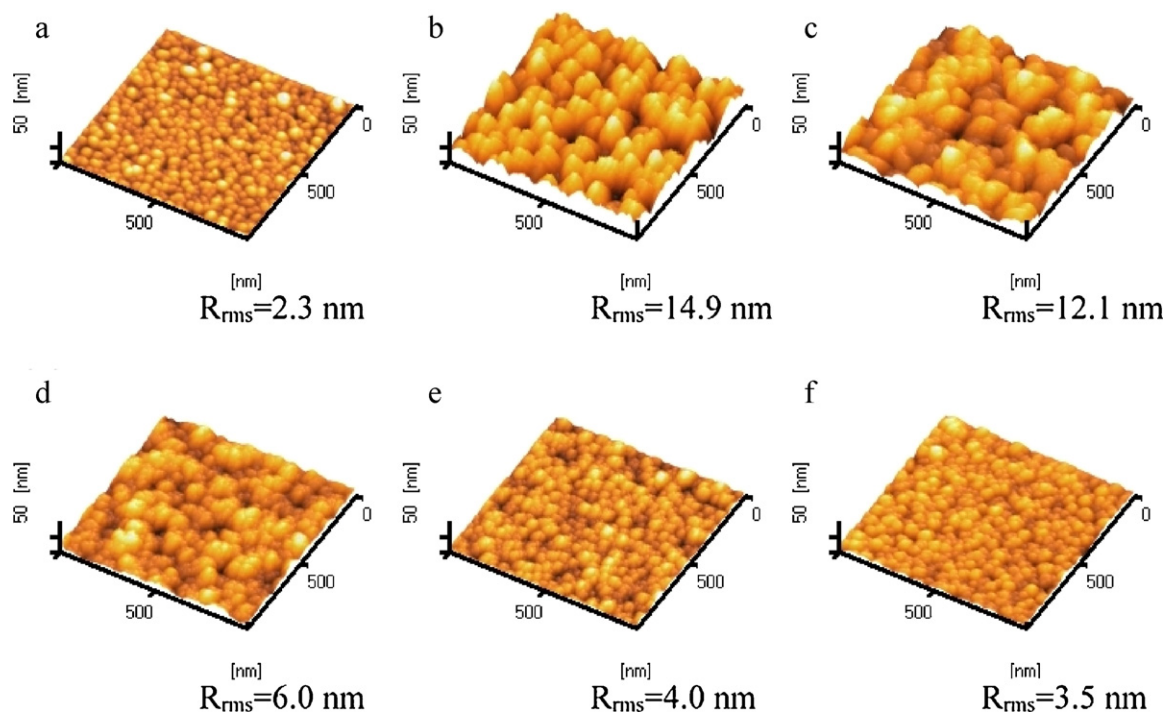 a
b
c
50 [nm]
0
500
500
[nm]
50 [nm]
0
500
500
[nm]
50 [nm]
0
500
500
[nm]
Rrms=2.3 nm
Rrms=14.9 nm
Rrms=12.1 nm
d
e
f
50 [nm]
0
500
500
[nm]
50 [nm]
0
500
500
[nm]
50 [nm]
0
500
500
[nm]
Rrms=6.0 nm
Rrms=4.0 nm
Rrms=3.5 nm